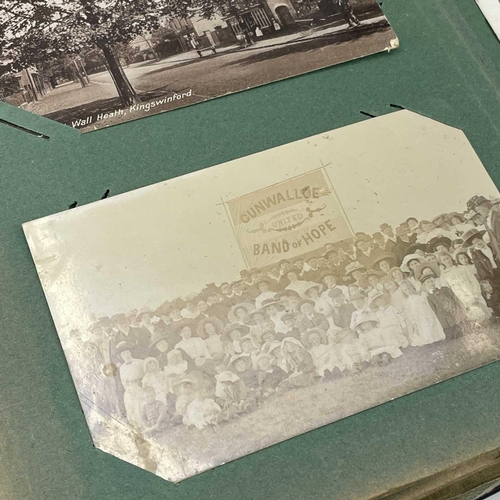 Wall Heath, Kingswinford.
GUNWALLOE
UNITED
BAND OF HOPE